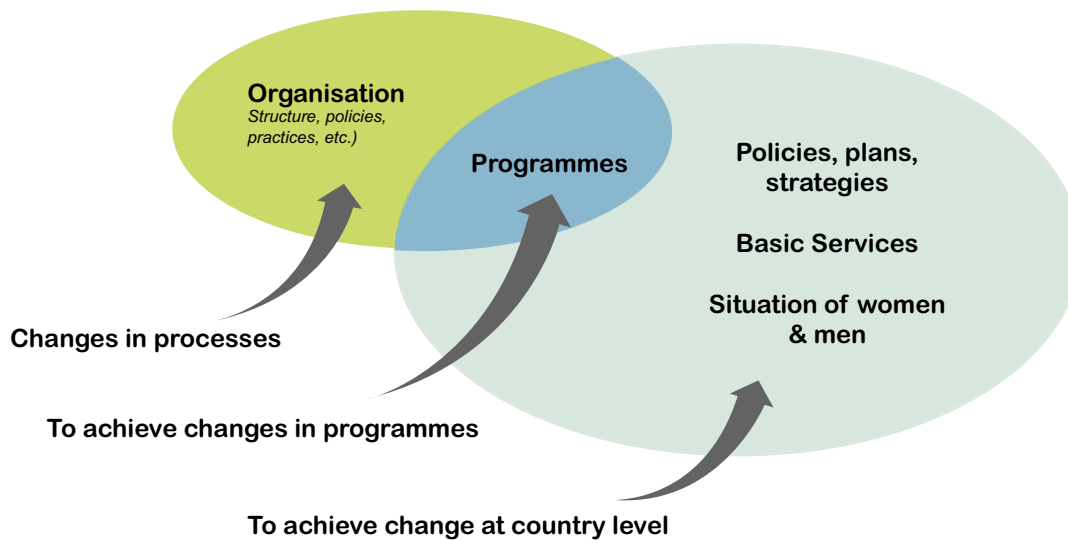 Organisation
Structure, policies,
practices, etc.)
Programmes
Policies, plans,
strategies
Basic Services
Situation of women
& men
Changes in processes
To achieve changes in programmes
To achieve change at country level